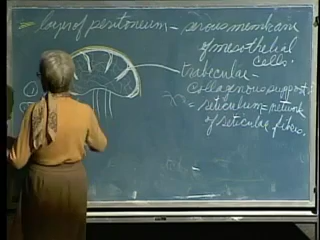 layer of peritoneum - serous membrane
of mesothelial
cells.
trabeculae -
collagenous support
= reticulum = network
of reticular fibers.